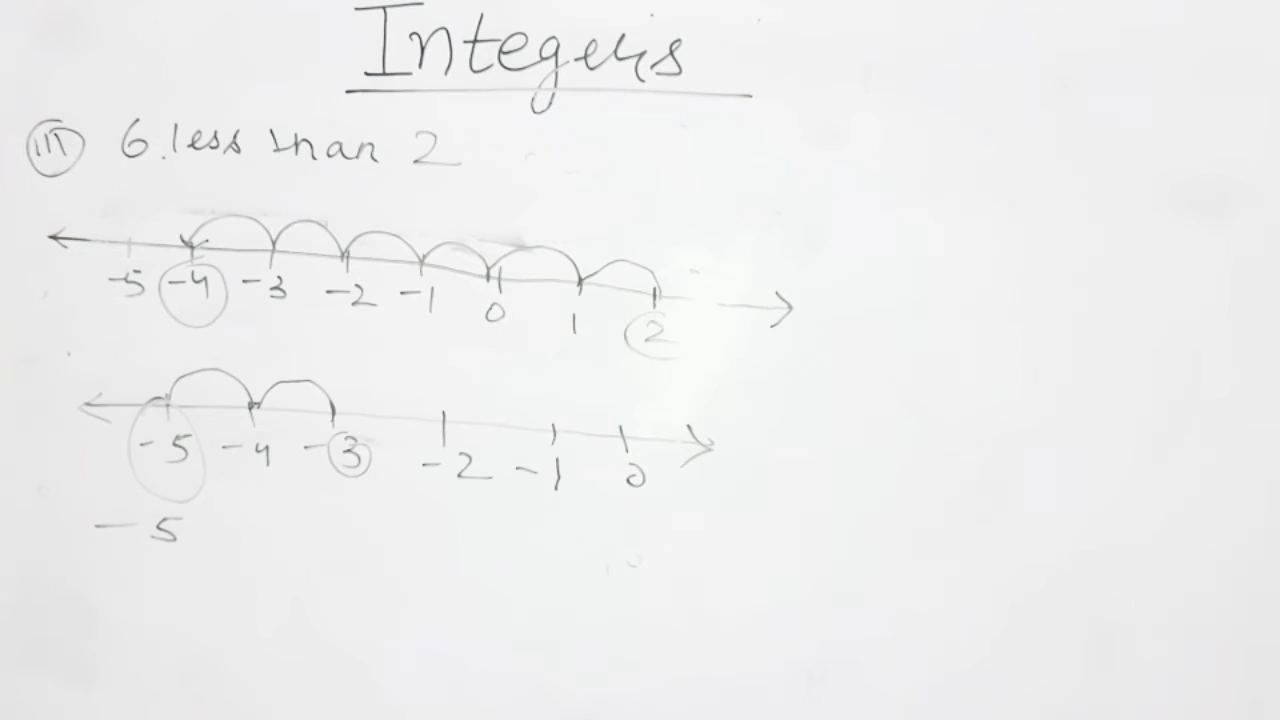 Integers
(III) 6 less than 2
-5 -4 -3 -2 -1 0 1 2
-5 -4 -3 -2 -1 0
-5